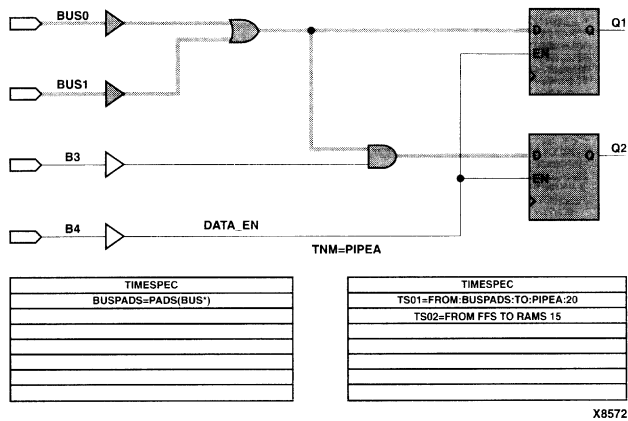 BUS0
Q1
D Q
EN
BUS1
Q2
B3
D Q
EN
B4
DATA_EN
TNM=PIPEA
TIMESPEC
BUSPADS=PADS(BUS*)
TIMESPEC
TS01=FROM:BUSPADS:TO:PIPEA:20
TS02=FROM FFS TO RAMS 15
X8572